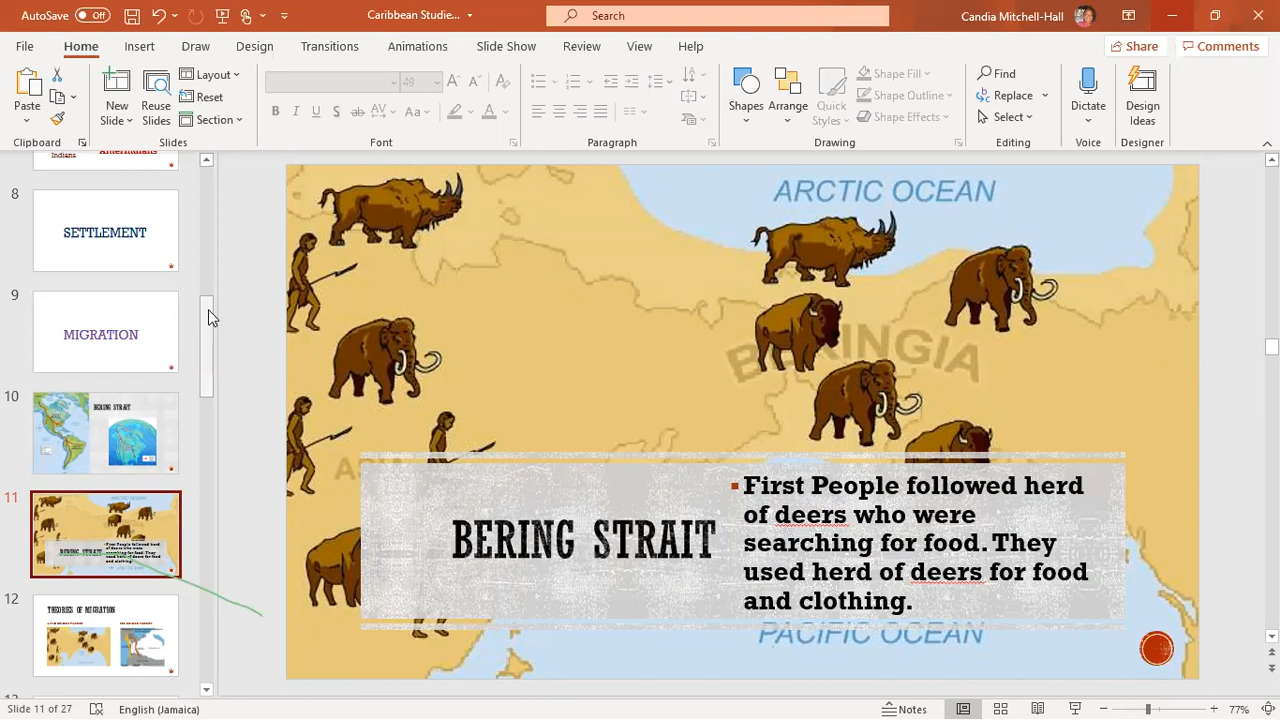 AutoSave Off
Caribbean Studie...
Search
Candia Mitchell-Hall
File Home Insert Draw Design Transitions Animations Slide Show Review View Help
Share Comments
Paste
Clipboard
New Slide
Reuse Slides
Layout
Reset
Section
Slides
49
Font
Paragraph
Shapes
Arrange
Quick Styles
Shape Fill
Shape Outline
Shape Effects
Drawing
Find
Replace
Select
Editing
Dictate
Voice
Design Ideas
Designer
Indians
Amerindians
8
SETTLEMENT
9
MIGRATION
10
BERING STRAIT
11
12
THEORIES OF MIGRATION
ARCTIC OCEAN
BERINGIA
BERING STRAIT
First People followed herd
of deers who were
searching for food. They
used herd of deers for food
and clothing.
PACIFIC OCEAN
Slide 11 of 27
English (Jamaica)
Notes
77%